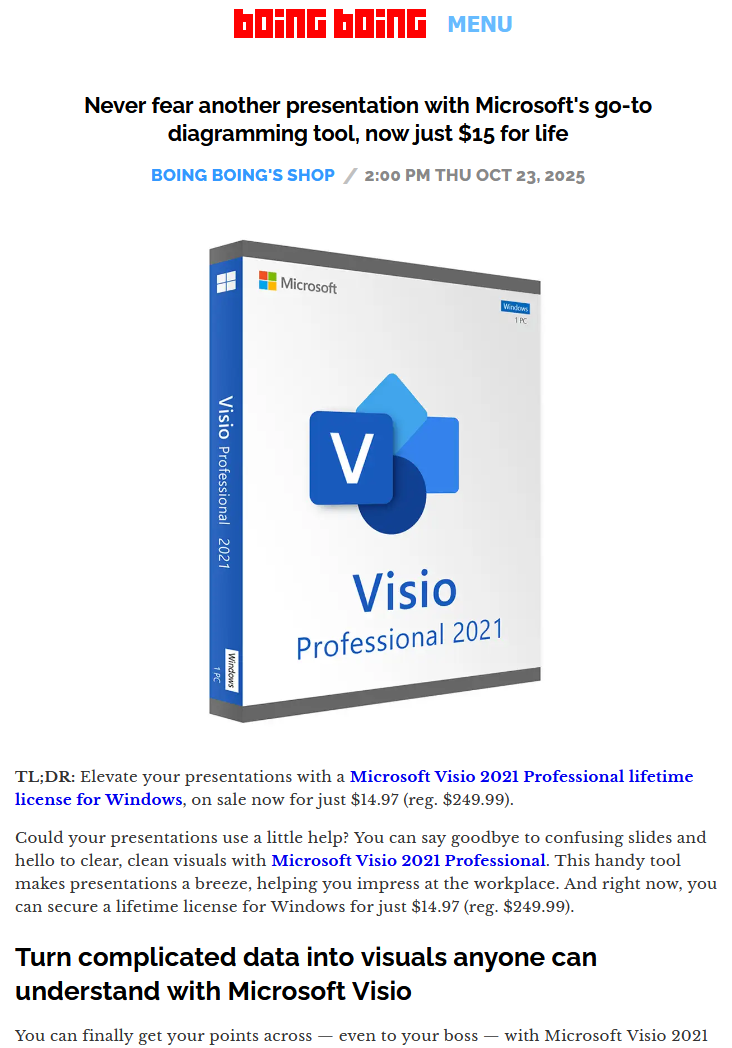 boing boing MENU
Never fear another presentation with Microsoft's go-to
diagramming tool, now just $15 for life
BOING BOING'S SHOP / 2:00 PM THU OCT 23, 2025
Microsoft
Windows
1 PC
Visio Professional 2021
V
Visio
Professional 2021
Windows
1 PC
TL;DR: Elevate your presentations with a Microsoft Visio 2021 Professional lifetime
license for Windows, on sale now for just $14.97 (reg. $249.99).
Could your presentations use a little help? You can say goodbye to confusing slides and
hello to clear, clean visuals with Microsoft Visio 2021 Professional. This handy tool
makes presentations a breeze, helping you impress at the workplace. And right now, you
can secure a lifetime license for Windows for just $14.97 (reg. $249.99).
Turn complicated data into visuals anyone can
understand with Microsoft Visio
You can finally get your points across — even to your boss — with Microsoft Visio 2021